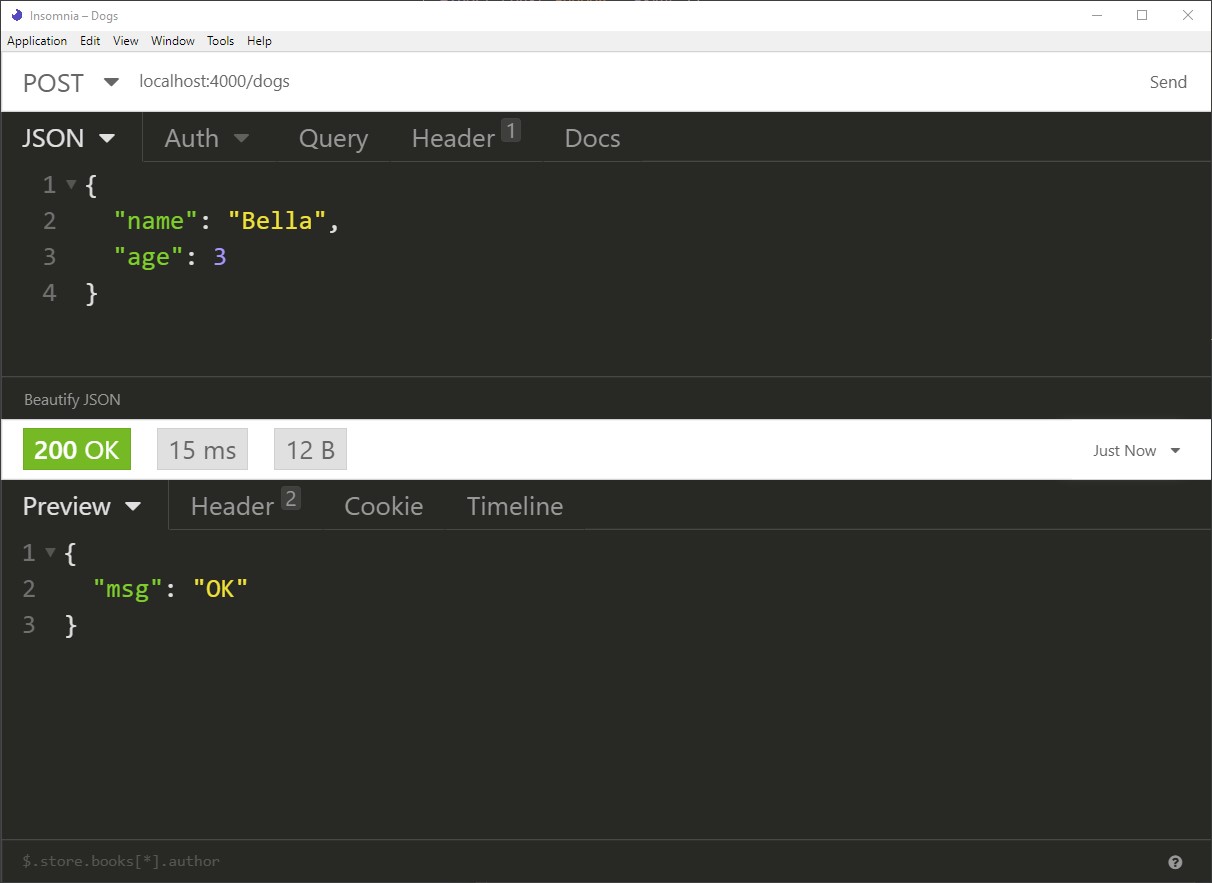 Insomnia – Dogs
Application Edit View Window Tools Help
POST localhost:4000/dogs Send
JSON Auth Query Header 1 Docs
1 {
2 "name": "Bella",
3 "age": 3
4 }
Beautify JSON
200 OK 15 ms 12 B Just Now
Preview Header 2 Cookie Timeline
1 {
2 "msg": "OK"
3 }
$.store.books[*].author ?